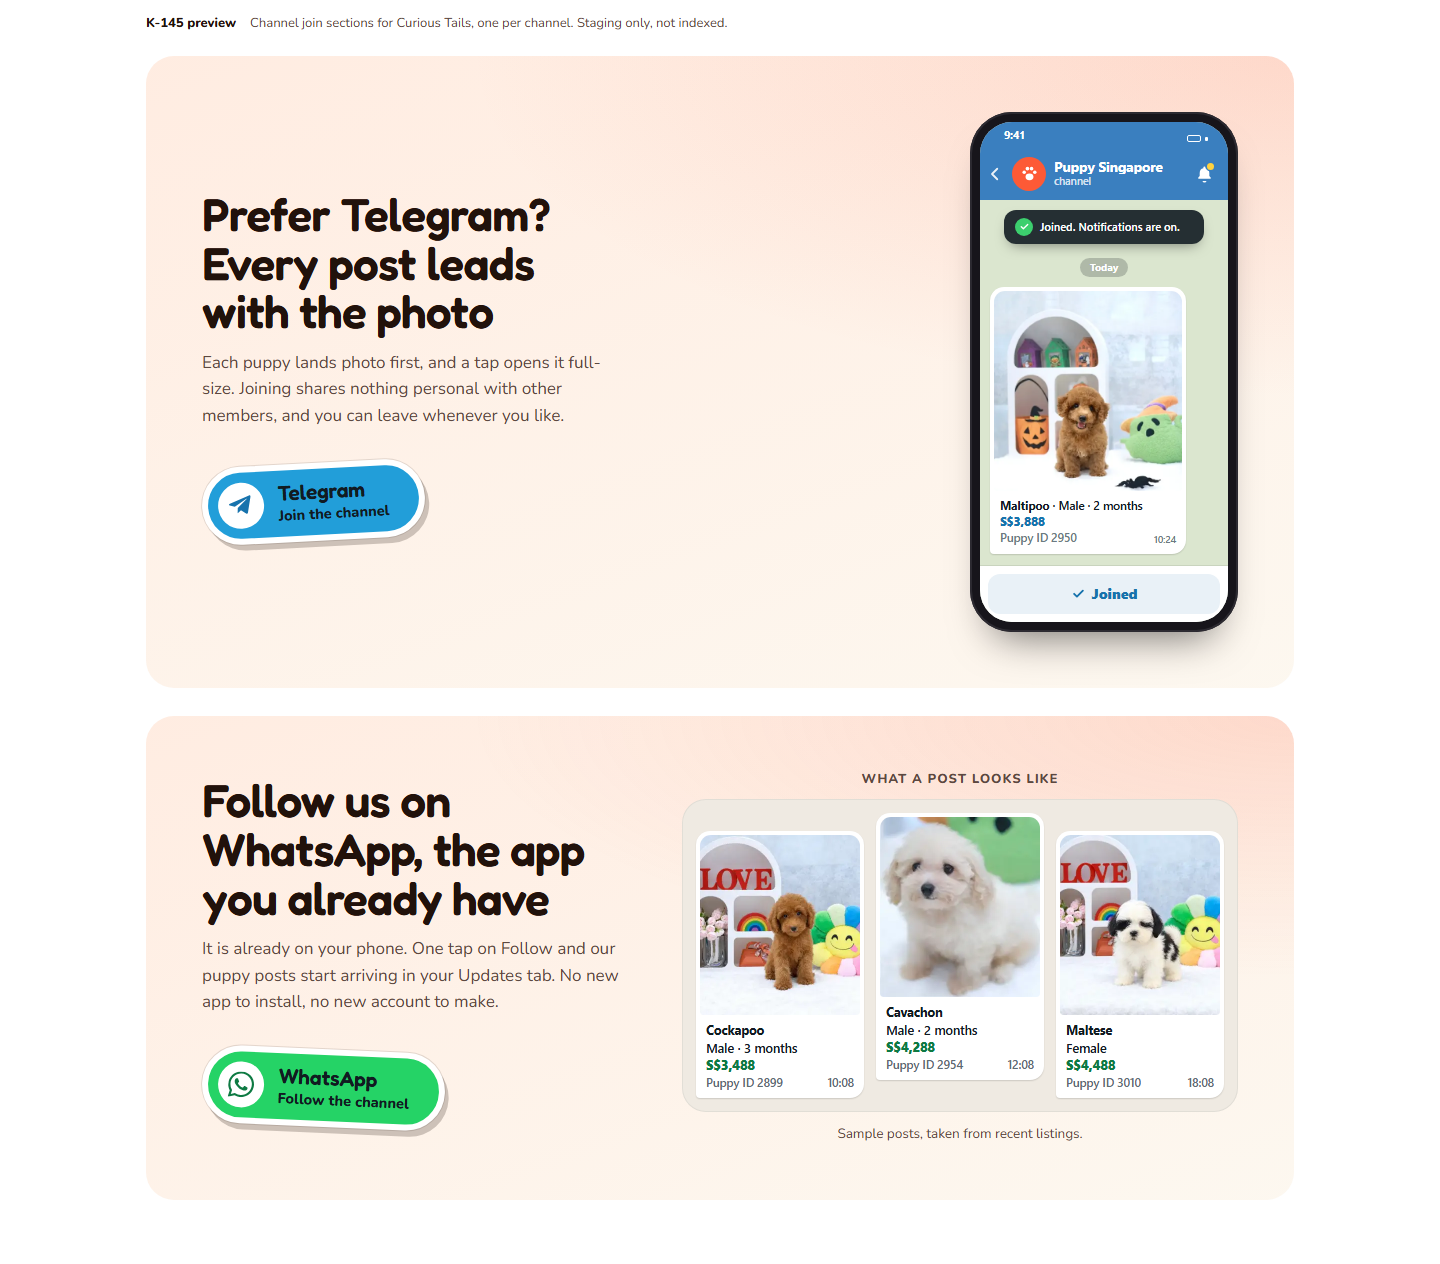 K-145 preview Channel join sections for Curious Tails, one per channel. Staging only, not indexed.
Prefer Telegram?
Every post leads
with the photo
Each puppy lands photo first, and a tap opens it full-
size. Joining shares nothing personal with other
members, and you can leave whenever you like.
Telegram
Join the channel
9:41
Puppy Singapore
channel
Joined. Notifications are on.
Today
Maltipoo · Male · 2 months
S$3,888
Puppy ID 2950 10:24
Joined
Follow us on
WhatsApp, the app
you already have
It is already on your phone. One tap on Follow and our
puppy posts start arriving in your Updates tab. No new
app to install, no new account to make.
WhatsApp
Follow the channel
WHAT A POST LOOKS LIKE
LOVE
Cockapoo
Male · 3 months
S$3,488
Puppy ID 2899 10:08
Cavachon
Male · 2 months
S$4,288
Puppy ID 2954 12:08
LOVE
Maltese
Female
S$4,488
Puppy ID 3010 18:08
Sample posts, taken from recent listings.